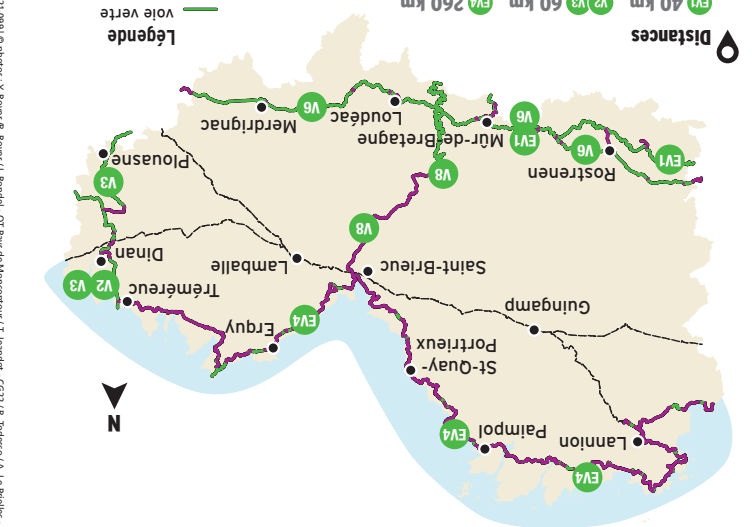 N
EV4
Lannion
Paimpol
EV4
St-Quay-
Portrieux
Guingamp
Erquy
EV4
Saint-Brieuc
Lamballe
Tréméreuc
V2
V3
Dinan
V8
V3
Plouasne
V8
EV1
Rostrenen
V6
EV1
V6
Mûr-de-Bretagne
Loudéac
V6
Merdrignac
Distances
EV1 40 km
V2 V3 60 km
EV4 260 km
Légende
voie verte